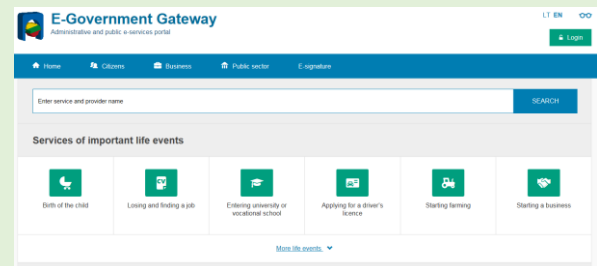 E-Government Gateway
Administrative and public e-services portal
LT EN
Login
Home Citizens Business Public sector E-signature
Enter service and provider name
SEARCH
Services of important life events
CV
Birth of the child
Losing and finding a job
Entering university or
vocational school
Applying for a driver's
licence
Starting farming
Starting a business
More life events